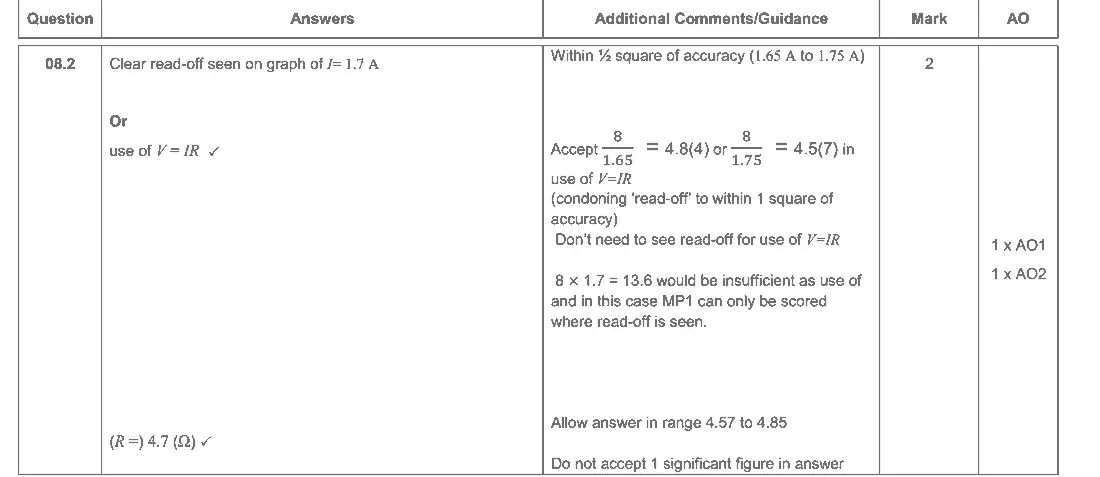 Question Answers Additional Comments/Guidance Mark AO
08.2 Clear read-off seen on graph of I= 1.7 A
Within ½ square of accuracy (1.65 A to 1.75 A)
2
Or
use of V = IR ✓
Accept 8/1.65 = 4.8(4) or 8/1.75 = 4.5(7) in
use of V=IR
(condoning 'read-off' to within 1 square of
accuracy)
Don't need to see read-off for use of V=IR
1 x AO1
1 x AO2
8 × 1.7 = 13.6 would be insufficient as use of
and in this case MP1 can only be scored
where read-off is seen.
Allow answer in range 4.57 to 4.85
(R =) 4.7 (Ω) ✓
Do not accept 1 significant figure in answer